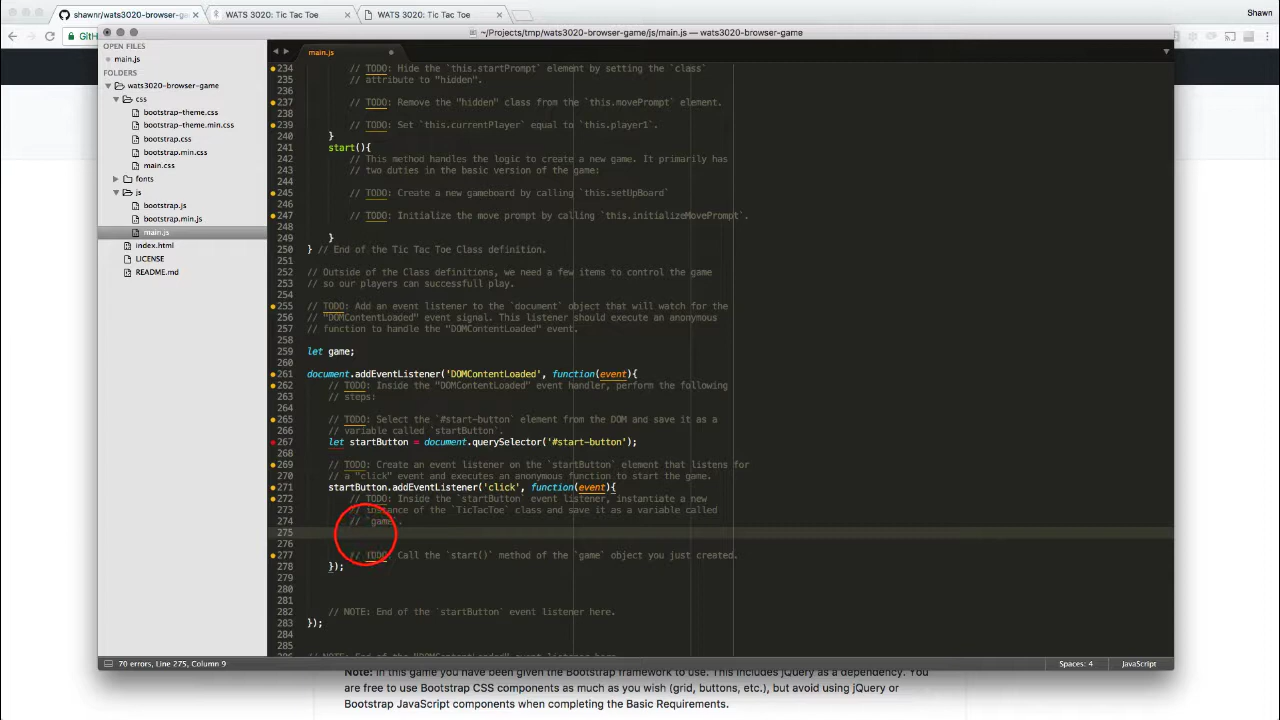 shawnr/wats3020-browser-ga
WATS 3020: Tic Tac Toe
WATS 3020: Tic Tac Toe
Shawn
~/Projects/tmp/wats3020-browser-game/js/main.js — wats3020-browser-game
OPEN FILES
main.js
FOLDERS
wats3020-browser-game
css
bootstrap-theme.css
bootstrap-theme.min.css
bootstrap.css
bootstrap.min.css
main.css
fonts
js
bootstrap.js
bootstrap.min.js
main.js
index.html
LICENSE
README.md
main.js
234 // TODO: Hide the `this.startPrompt` element by setting the `class`
235 // attribute to "hidden".
236
237 // TODO: Remove the "hidden" class from the `this.movePrompt` element.
238
239 // TODO: Set `this.currentPlayer` equal to `this.player1`.
240 }
241 start(){
242 // This method handles the logic to create a new game. It primarily has
243 // two duties in the basic version of the game:
244
245 // TODO: Create a new gameboard by calling `this.setUpBoard`
246
247 // TODO: Initialize the move prompt by calling `this.initializeMovePrompt`.
248
249 }
250 } // End of the Tic Tac Toe Class definition.
251
252 // Outside of the Class definitions, we need a few items to control the game
253 // so our players can successfull play.
254
255 // TODO: Add an event listener to the `document` object that will watch for the
256 // "DOMContentLoaded" event signal. This listener should execute an anonymous
257 // function to handle the "DOMContentLoaded" event.
258
259 let game;
260
261 document.addEventListener('DOMContentLoaded', function(event){
262 // TODO: Inside the "DOMContentLoaded" event handler, perform the following
263 // steps:
264
265 // TODO: Select the `#start-button` element from the DOM and save it as a
266 // variable called `startButton`.
267 let startButton = document.querySelector('#start-button');
268
269 // TODO: Create an event listener on the `startButton` element that listens for
270 // a "click" event and executes an anonymous function to start the game.
271 startButton.addEventListener('click', function(event){
272 // TODO: Inside the `startButton` event listener, instantiate a new
273 // instance of the `TicTacToe` class and save it as a variable called
274 // `game`.
275
276
277 // TODO: Call the `start()` method of the `game` object you just created.
278 });
279
280
281
282 // NOTE: End of the `startButton` event listener here.
283 });
284
285
286 // NOTE: End of the "DOMContentLoaded" event listener here.
70 errors, Line 275, Column 9
Spaces: 4
JavaScript
Note: In this game you have been given the Bootstrap framework to use. This includes jQuery as a dependency. You
are free to use Bootstrap CSS components as much as you wish (grid, buttons, etc.), but avoid using jQuery or
Bootstrap JavaScript components when completing the Basic Requirements.